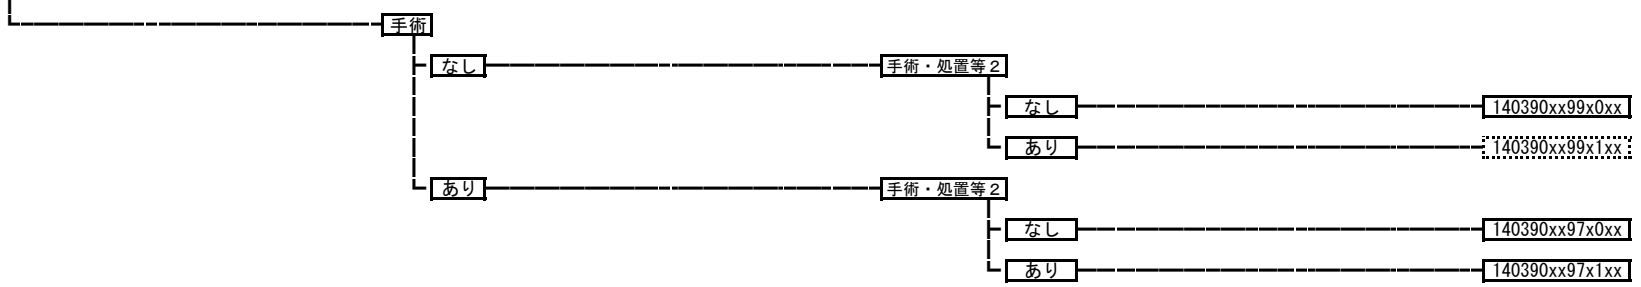 手術
なし 手術・処置等２
なし 140390xx99x0xx
あり 140390xx99x1xx
あり 手術・処置等２
なし 140390xx97x0xx
あり 140390xx97x1xx